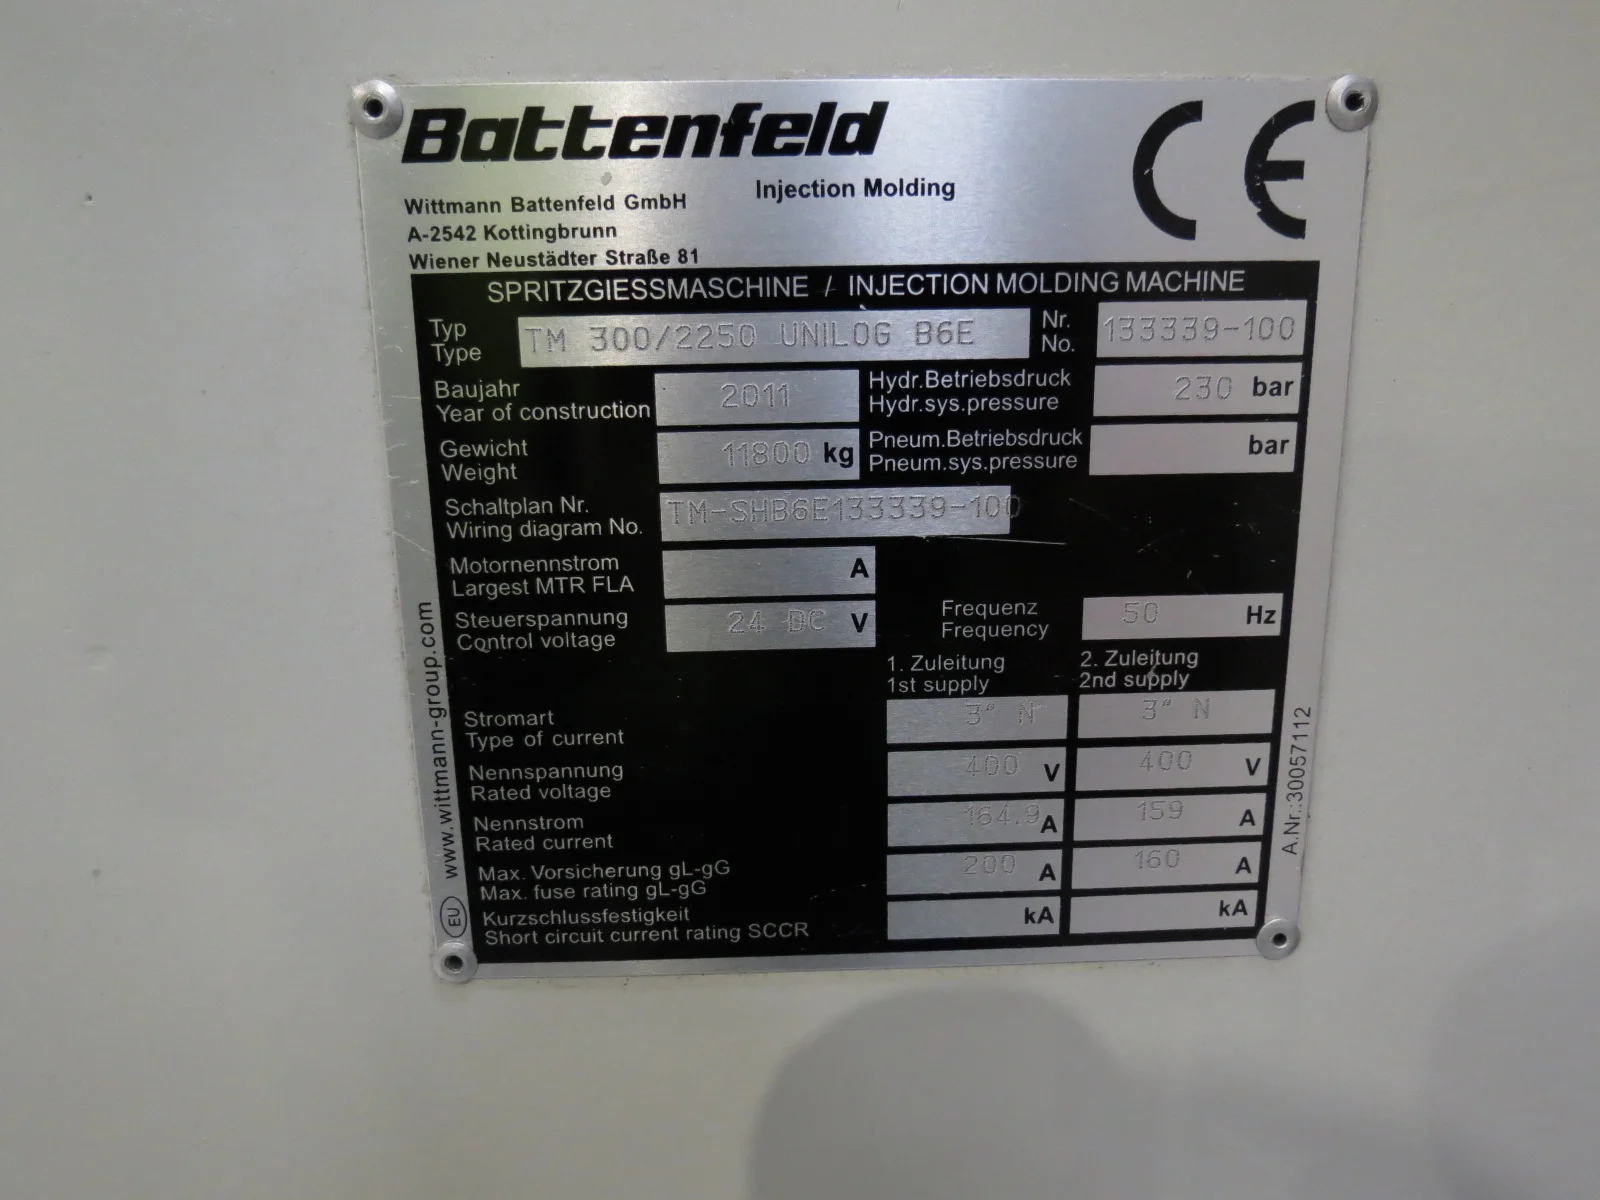 Battenfeld
Injection Molding
CE
Wittmann Battenfeld GmbH
A-2542 Kottingbrunn
Wiener Neustädter Straße 81
SPRITZGIESSMASCHINE / INJECTION MOLDING MACHINE
Typ
Type
TM 300/2250 UNILOG B6E
Nr.
No.
133339-100
Baujahr
Year of construction
2011
Hydr.Betriebsdruck
Hydr.sys.pressure
230 bar
Gewicht
Weight
11800 kg
Pneum.Betriebsdruck
Pneum.sys.pressure
bar
Schaltplan Nr.
Wiring diagram No.
TM-SHB6E133339-100
Motornennstrom
Largest MTR FLA
A
Steuerspannung
Control voltage
24 DC V
Frequenz
Frequency
50 Hz
1. Zuleitung
1st supply
2. Zuleitung
2nd supply
Stromart
Type of current
3~ N
3~ N
Nennspannung
Rated voltage
400 V
400 V
Nennstrom
Rated current
164.9 A
159 A
Max. Vorsicherung gL-gG
Max. fuse rating gL-gG
200 A
160 A
Kurzschlussfestigkeit
Short circuit current rating SCCR
kA
kA
www.wittmann-group.com
EU
A.Nr.:30057112